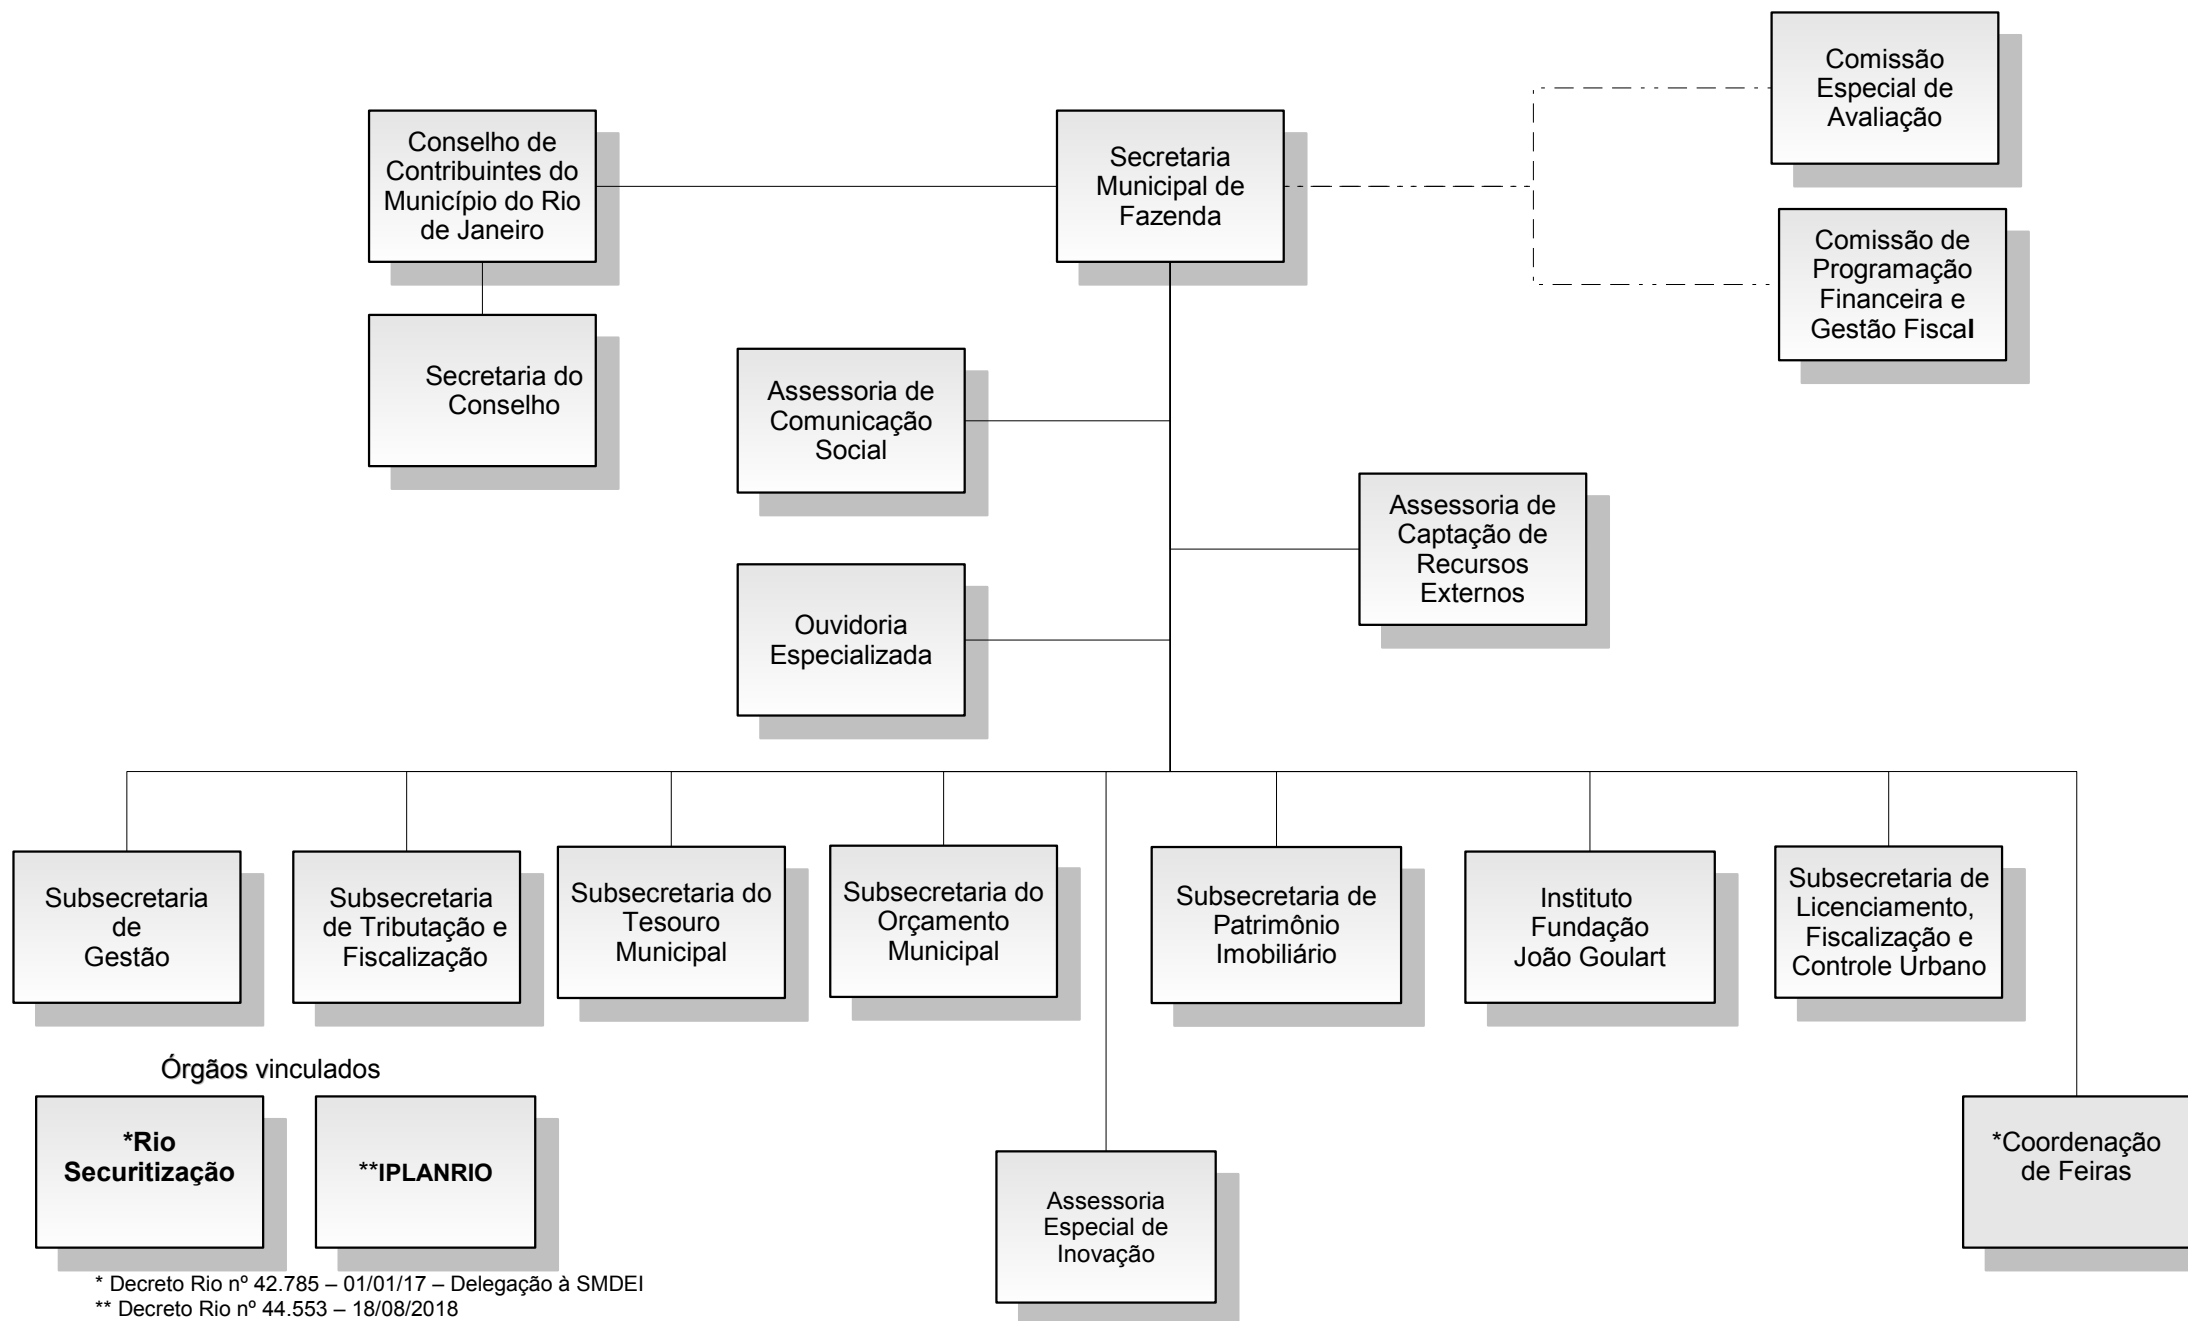 Comissão
Especial de
Avaliação
Conselho de
Contribuintes do
Município do Rio
de Janeiro
Secretaria
Municipal de
Fazenda
Comissão de
Programação
Financeira e
Gestão Fiscal
Secretaria do
Conselho
Assessoria de
Comunicação
Social
Assessoria de
Captação de
Recursos
Externos
Ouvidoria
Especializada
Subsecretaria
de
Gestão
Subsecretaria
de Tributação e
Fiscalização
Subsecretaria do
Tesouro
Municipal
Subsecretaria do
Orçamento
Municipal
Subsecretaria de
Patrimônio
Imobiliário
Instituto
Fundação
João Goulart
Subsecretaria de
Licenciamento,
Fiscalização e
Controle Urbano
Órgãos vinculados
*Rio
Securitização
**IPLANRIO
Assessoria
Especial de
Inovação
*Coordenação
de Feiras
* Decreto Rio nº 42.785 – 01/01/17 – Delegação à SMDEI
** Decreto Rio nº 44.553 – 18/08/2018